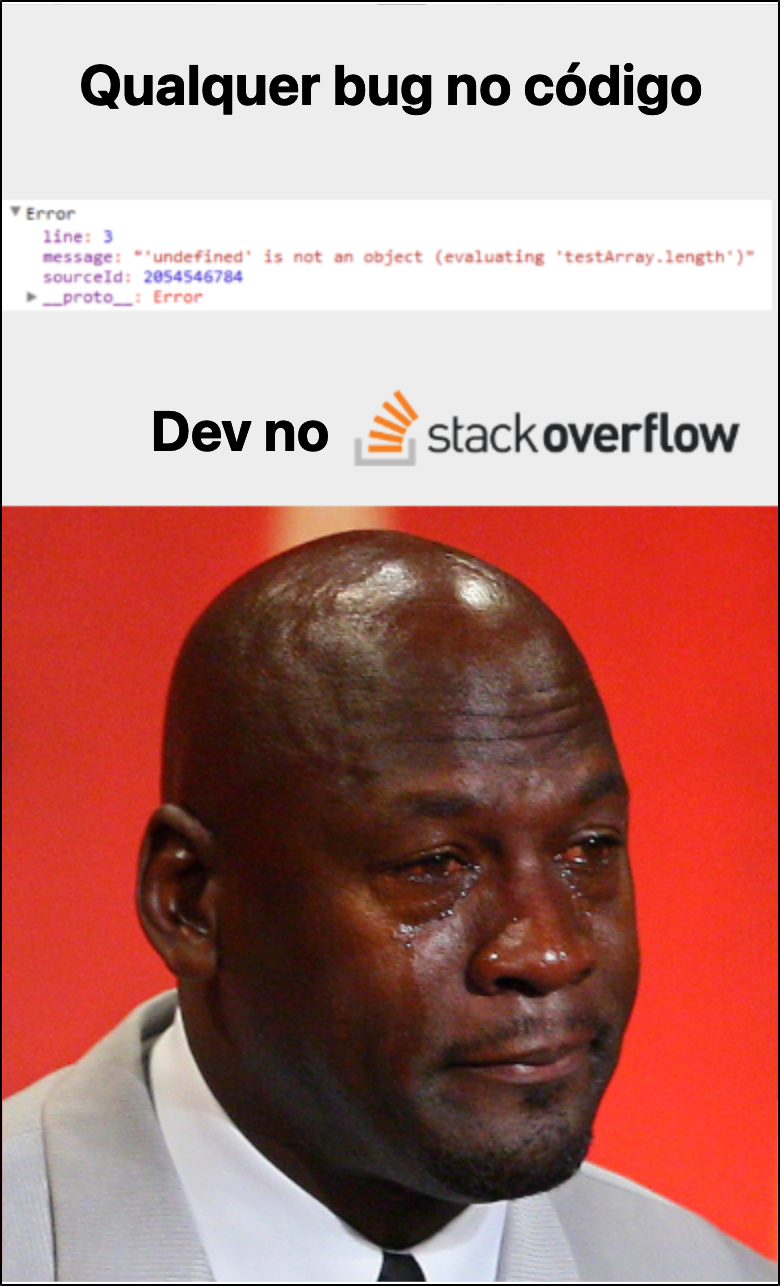 Qualquer bug no código
▼Error
line: 3
message: "'undefined' is not an object (evaluating 'testArray.length')"
sourceId: 2054546784
▶__proto__: Error
Dev no stackoverflow